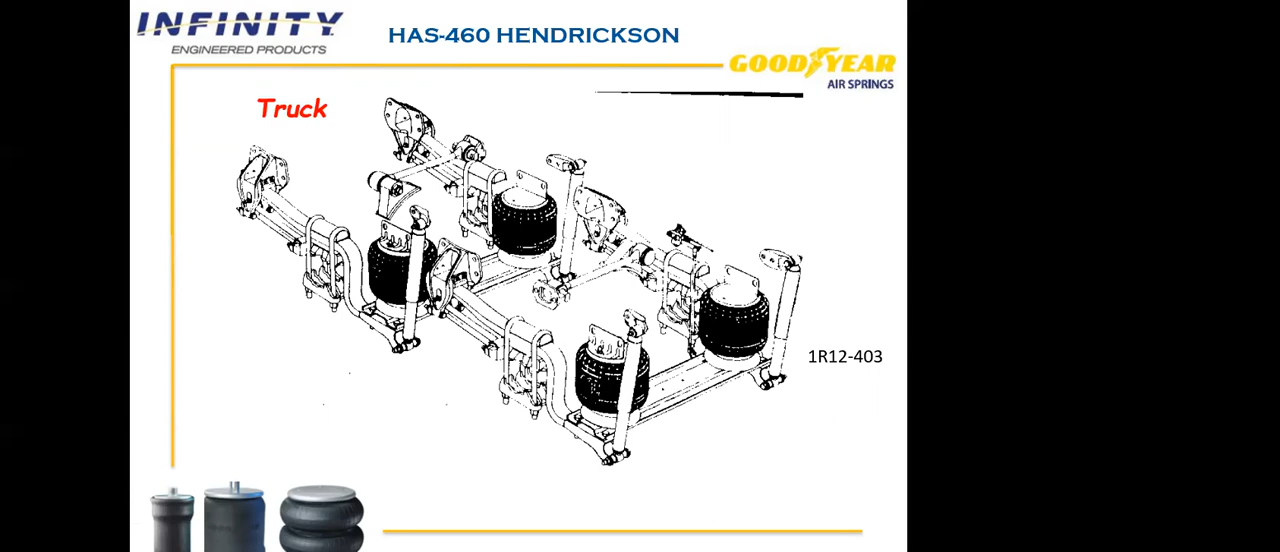 INFINITY
ENGINEERED PRODUCTS
HAS-460 HENDRICKSON
GOODYEAR
AIR SPRINGS
Truck
1R12-403